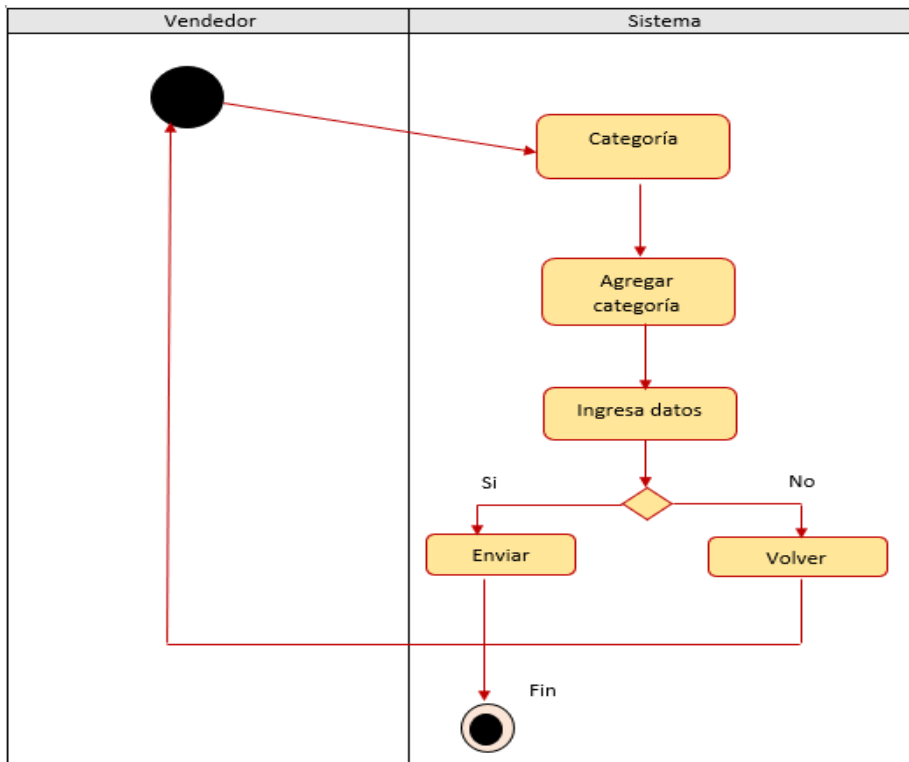 Vendedor
Sistema
Categoría
Agregar
categoría
Ingresa datos
Si
No
Enviar
Volver
Fin